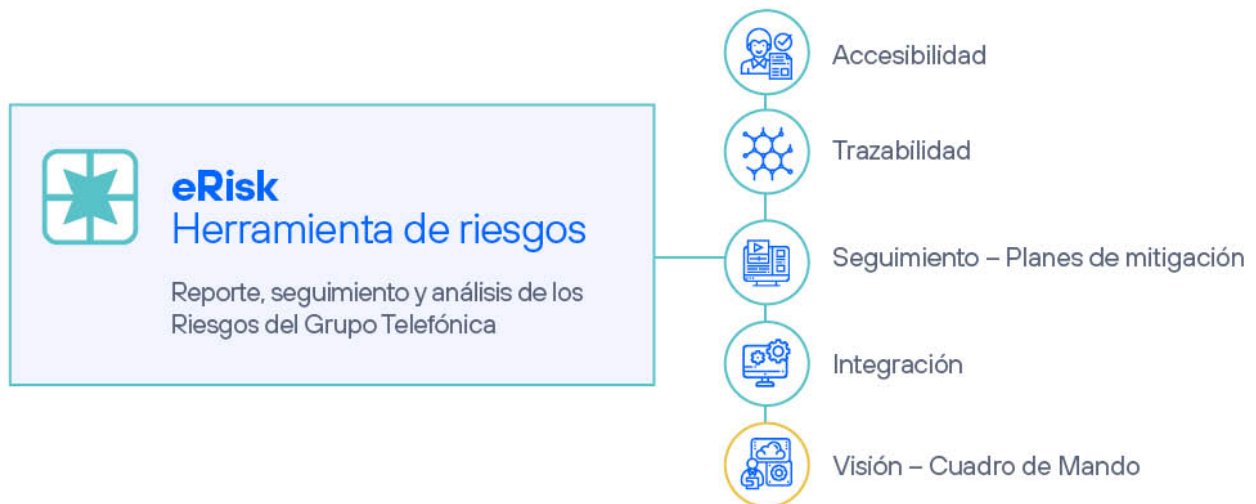 eRisk
Herramienta de riesgos
Reporte, seguimiento y análisis de los
Riesgos del Grupo Telefónica
Accesibilidad
Trazabilidad
Seguimiento – Planes de mitigación
Integración
Visión – Cuadro de Mando